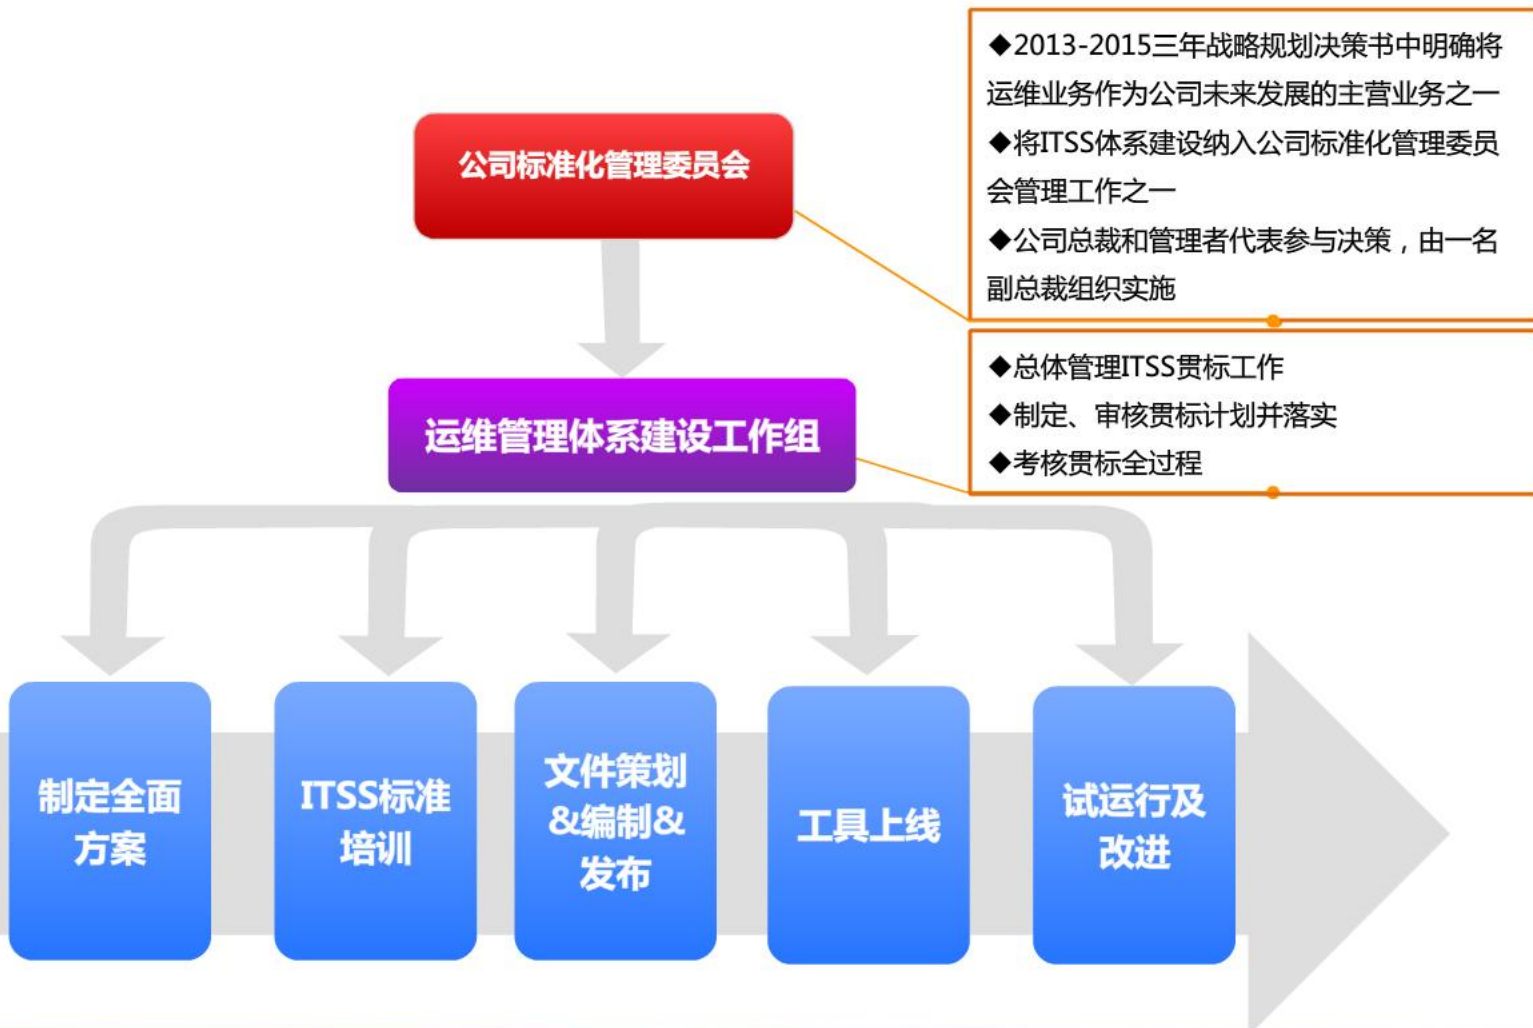 ◆2013-2015三年战略规划决策书中明确将
运维业务作为公司未来发展的主营业务之一
◆将ITSS体系建设纳入公司标准化管理委员
会管理工作之一
◆公司总裁和管理者代表参与决策，由一名
副总裁组织实施
公司标准化管理委员会
◆总体管理ITSS贯标工作
◆制定、审核贯标计划并落实
◆考核贯标全过程
运维管理体系建设工作组
制定全面
方案
ITSS标准
培训
文件策划
&编制&
发布
工具上线
试运行及
改进